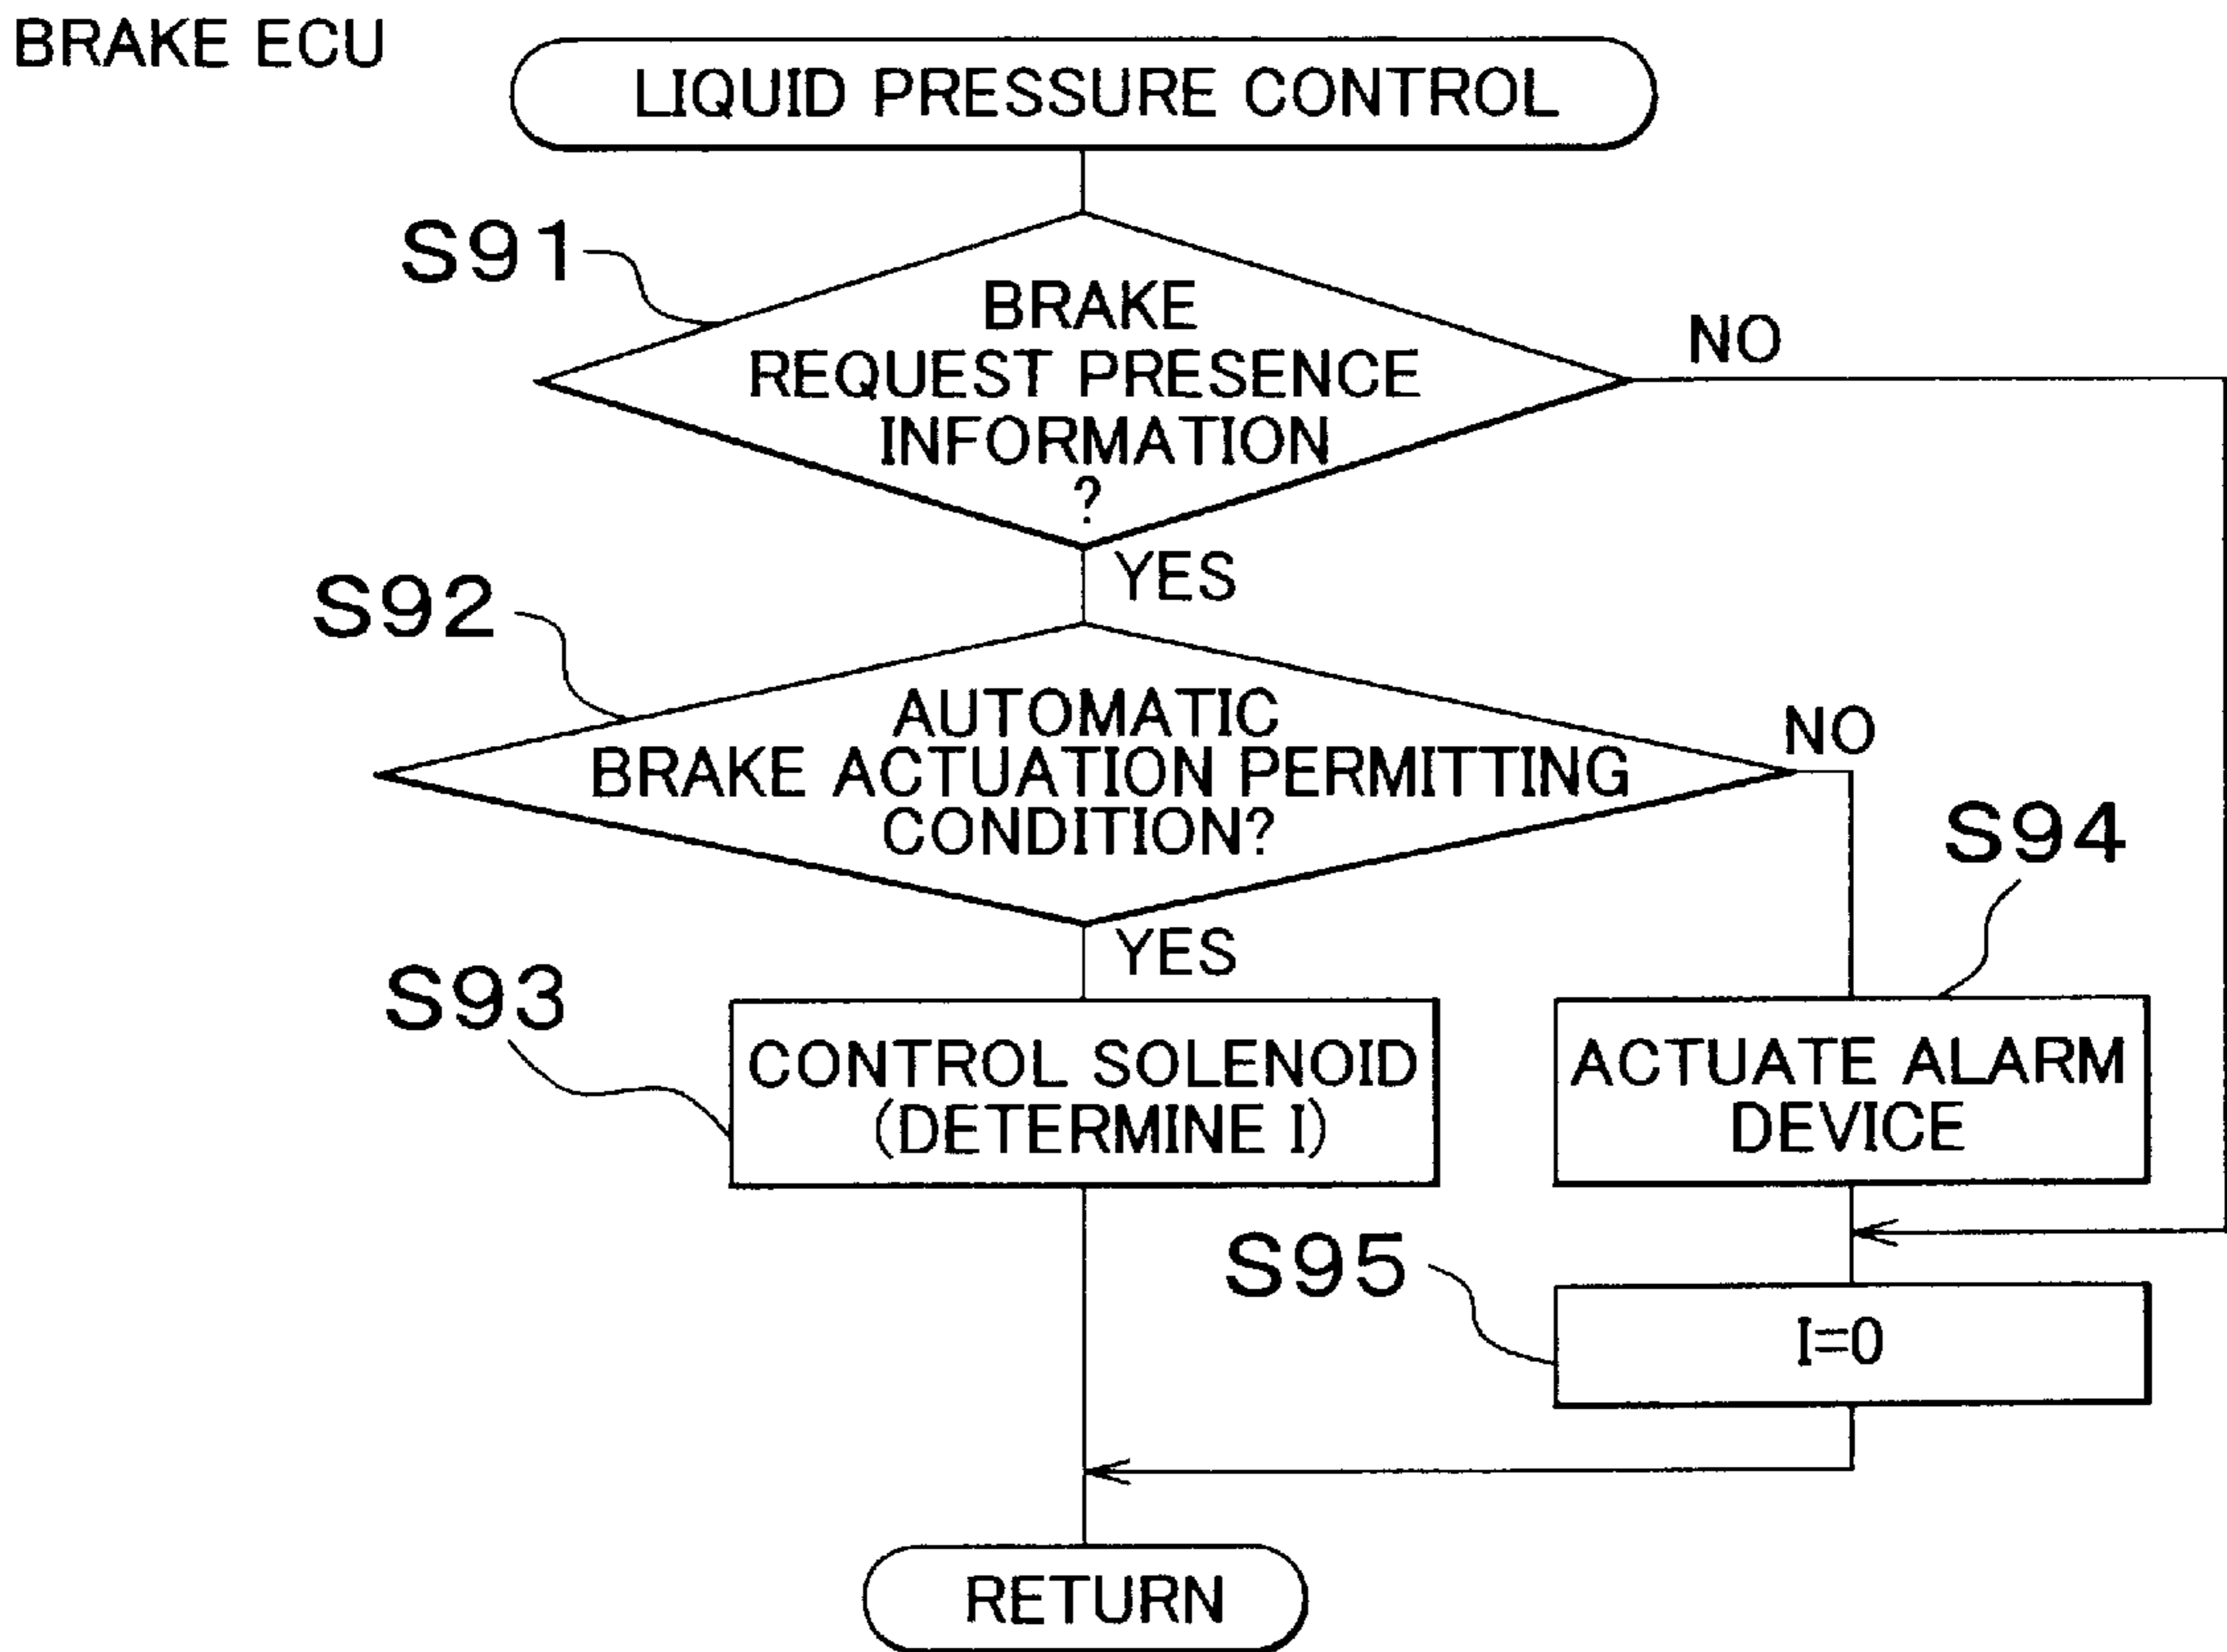 BRAKE ECU
LIQUID PRESSURE CONTROL
S91
BRAKE
REQUEST PRESENCE
INFORMATION
?
NO
YES
S92
AUTOMATIC
BRAKE ACTUATION PERMITTING
CONDITION?
NO
YES
S93
CONTROL SOLENOID
(DETERMINE I)
S94
ACTUATE ALARM
DEVICE
S95
I=0
RETURN